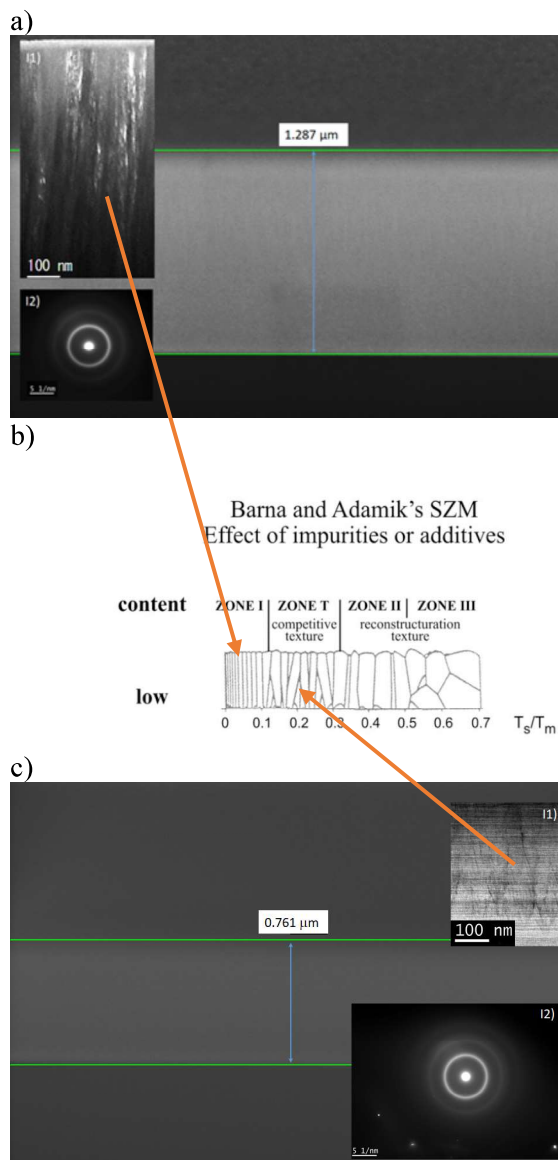 a)
I1)
1.287 µm
100 nm
I2)
5 1/nm
b)
Barna and Adamik's SZM
Effect of impurities or additives
content ZONE I ZONE T ZONE II ZONE III
competitive texture reconstructuration texture
low
0 0.1 0.2 0.3 0.4 0.5 0.6 0.7 Ts/Tm
c)
I1)
0.761 µm
100 nm
I2)
5 1/nm